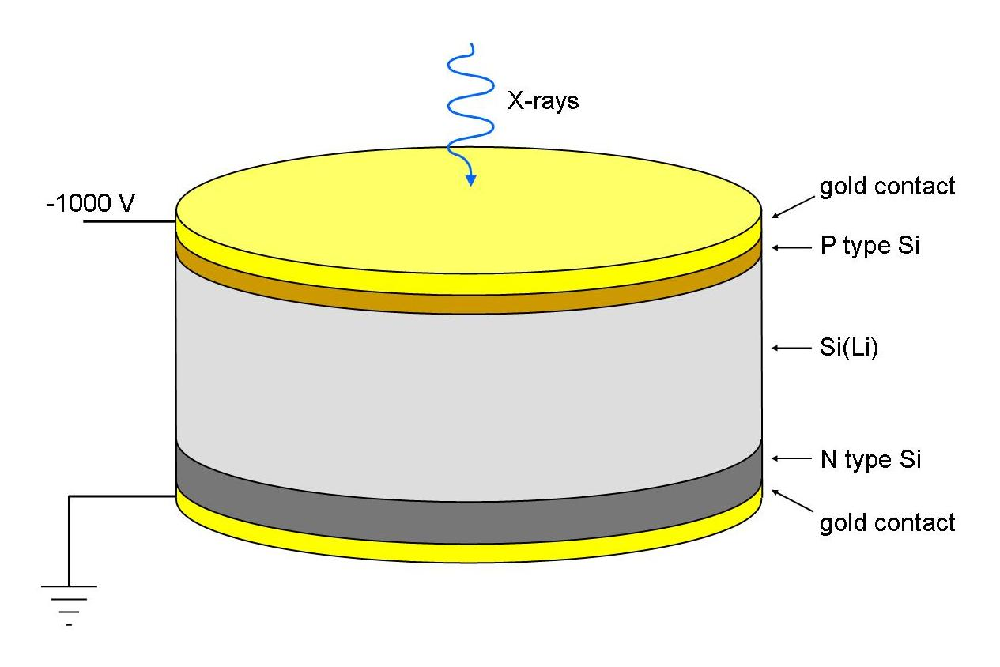 X-rays
gold contact
-1000 V
P type Si
Si(Li)
N type Si
gold contact